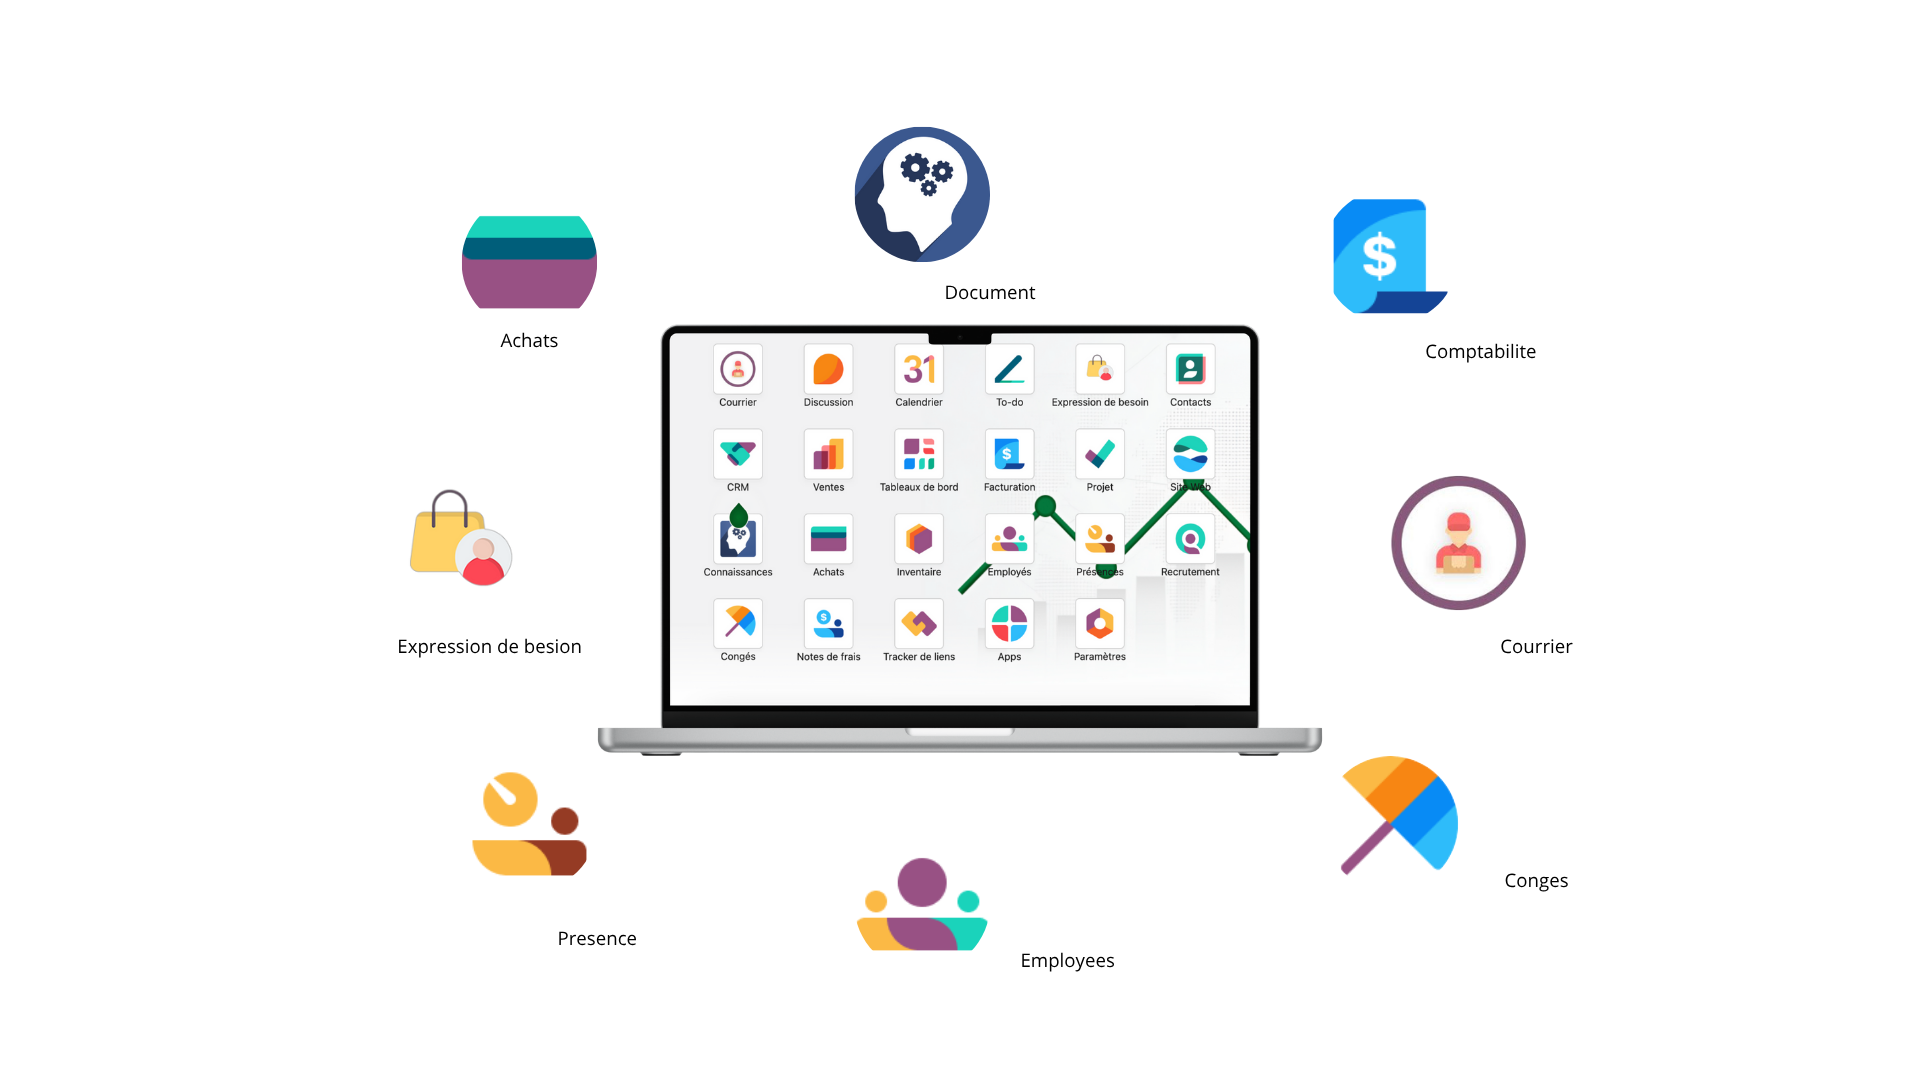 Document
Achats
Comptabilite
31
Courrier
Discussion
Calendrier
To-do
Expression de besoin
Contacts
$
CRM
Ventes
Tableaux de bord
Facturation
Projet
Site Web
Connaissances
Achats
Inventaire
Employés
Présences
Recrutement
$
Congés
Notes de frais
Tracker de liens
Apps
Paramètres
$
Expression de besion
Courrier
Presence
Employees
Conges